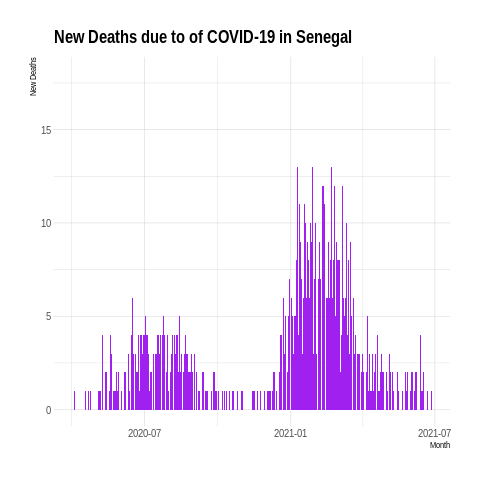 New Deaths due to of COVID-19 in Senegal
New Deaths
15
10
5
0
2020-07
2021-01
2021-07
Month